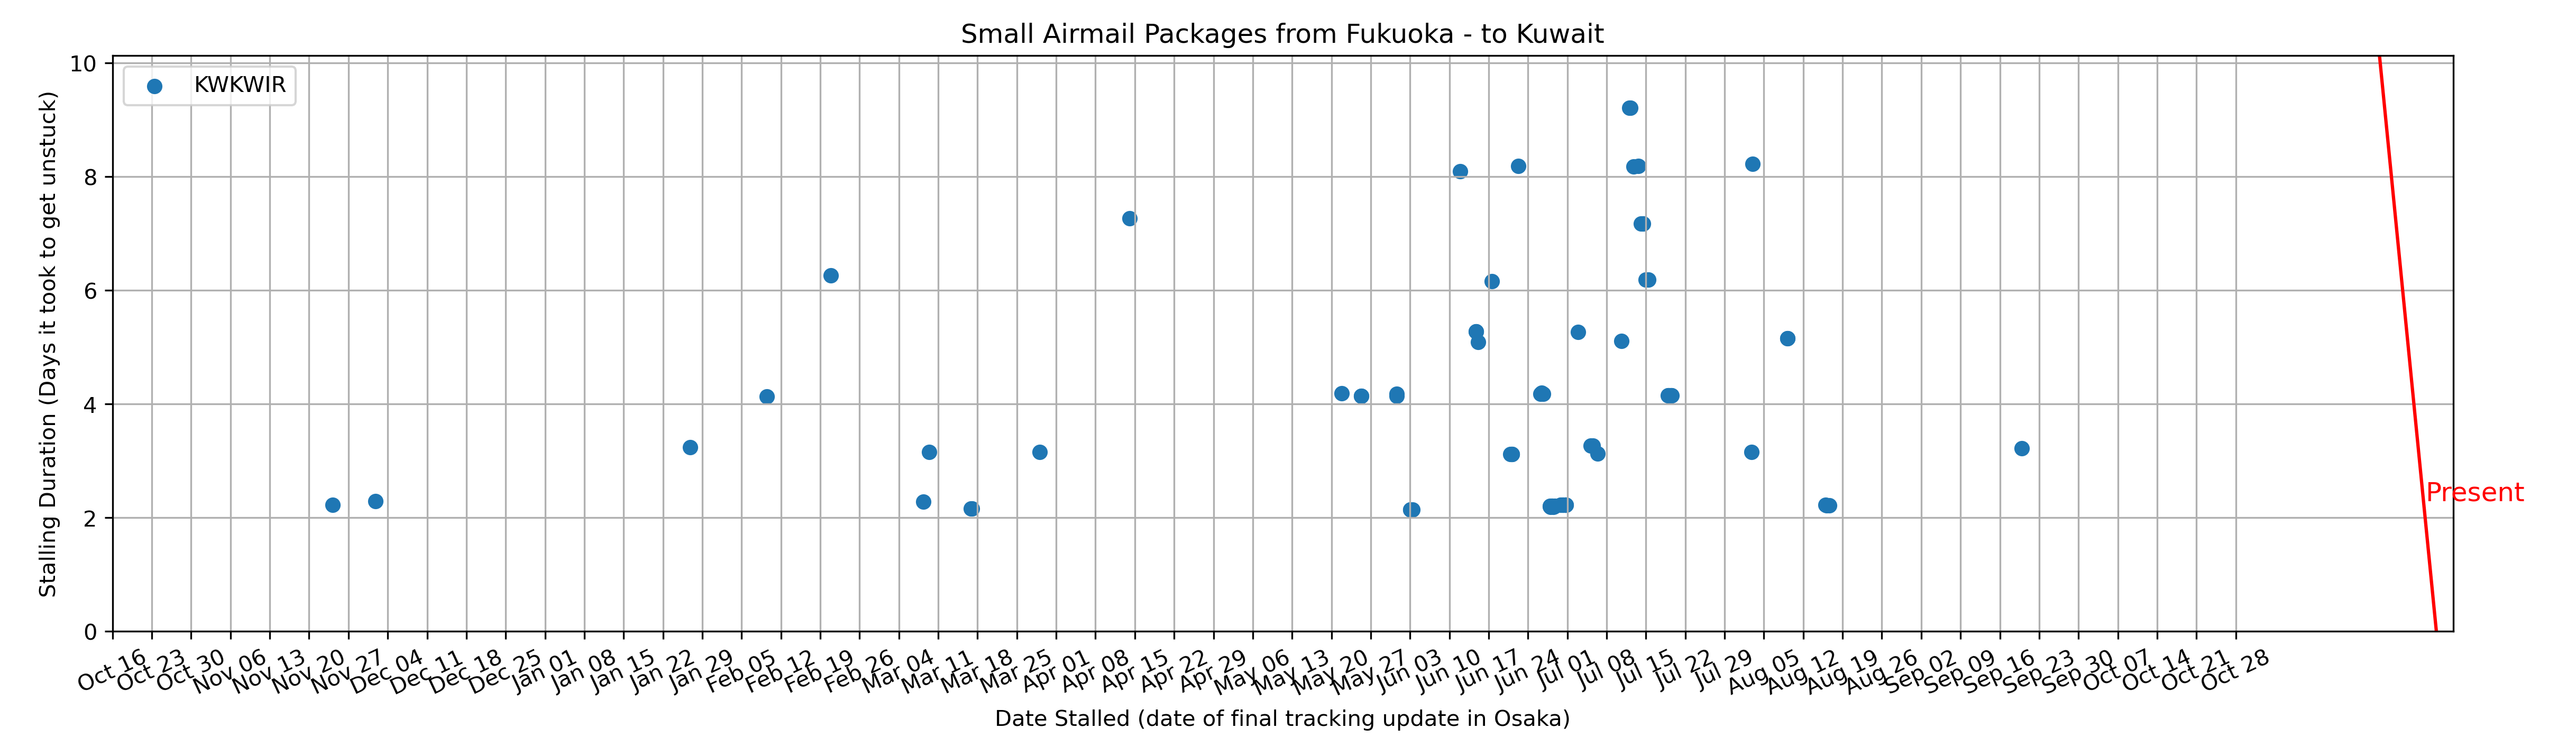 Small Airmail Packages from Fukuoka - to Kuwait
KWKWIR
Stalling Duration (Days it took to get unstuck)
10
8
6
4
2
0
Present
Oct 16
Oct 23
Oct 30
Nov 06
Nov 13
Nov 20
Nov 27
Dec 04
Dec 11
Dec 18
Dec 25
Jan 01
Jan 08
Jan 15
Jan 22
Jan 29
Feb 05
Feb 12
Feb 19
Feb 26
Mar 04
Mar 11
Mar 18
Mar 25
Apr 01
Apr 08
Apr 15
Apr 22
Apr 29
May 06
May 13
May 20
May 27
Jun 03
Jun 10
Jun 17
Jun 24
Jul 01
Jul 08
Jul 15
Jul 22
Jul 29
Aug 05
Aug 12
Aug 19
Aug 26
Sep 02
Sep 09
Sep 16
Sep 23
Sep 30
Oct 07
Oct 14
Oct 21
Oct 28
Date Stalled (date of final tracking update in Osaka)